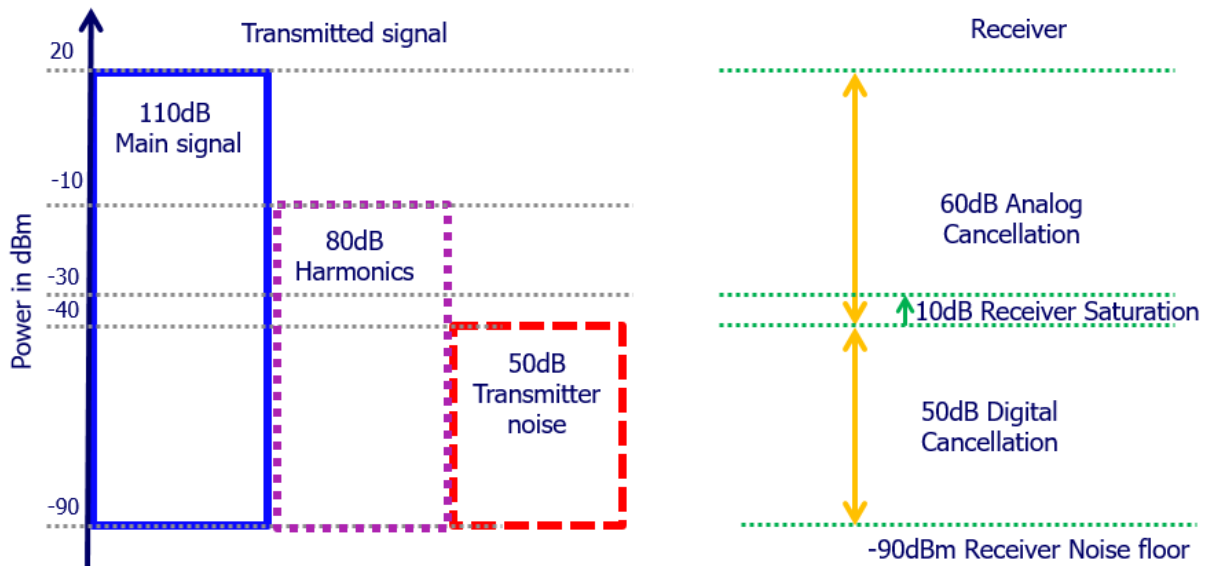 Transmitted signal
Receiver
Power in dBm
20
-10
-30
-40
-90
110dB
Main signal
80dB
Harmonics
50dB
Transmitter
noise
60dB Analog
Cancellation
10dB Receiver Saturation
50dB Digital
Cancellation
-90dBm Receiver Noise floor